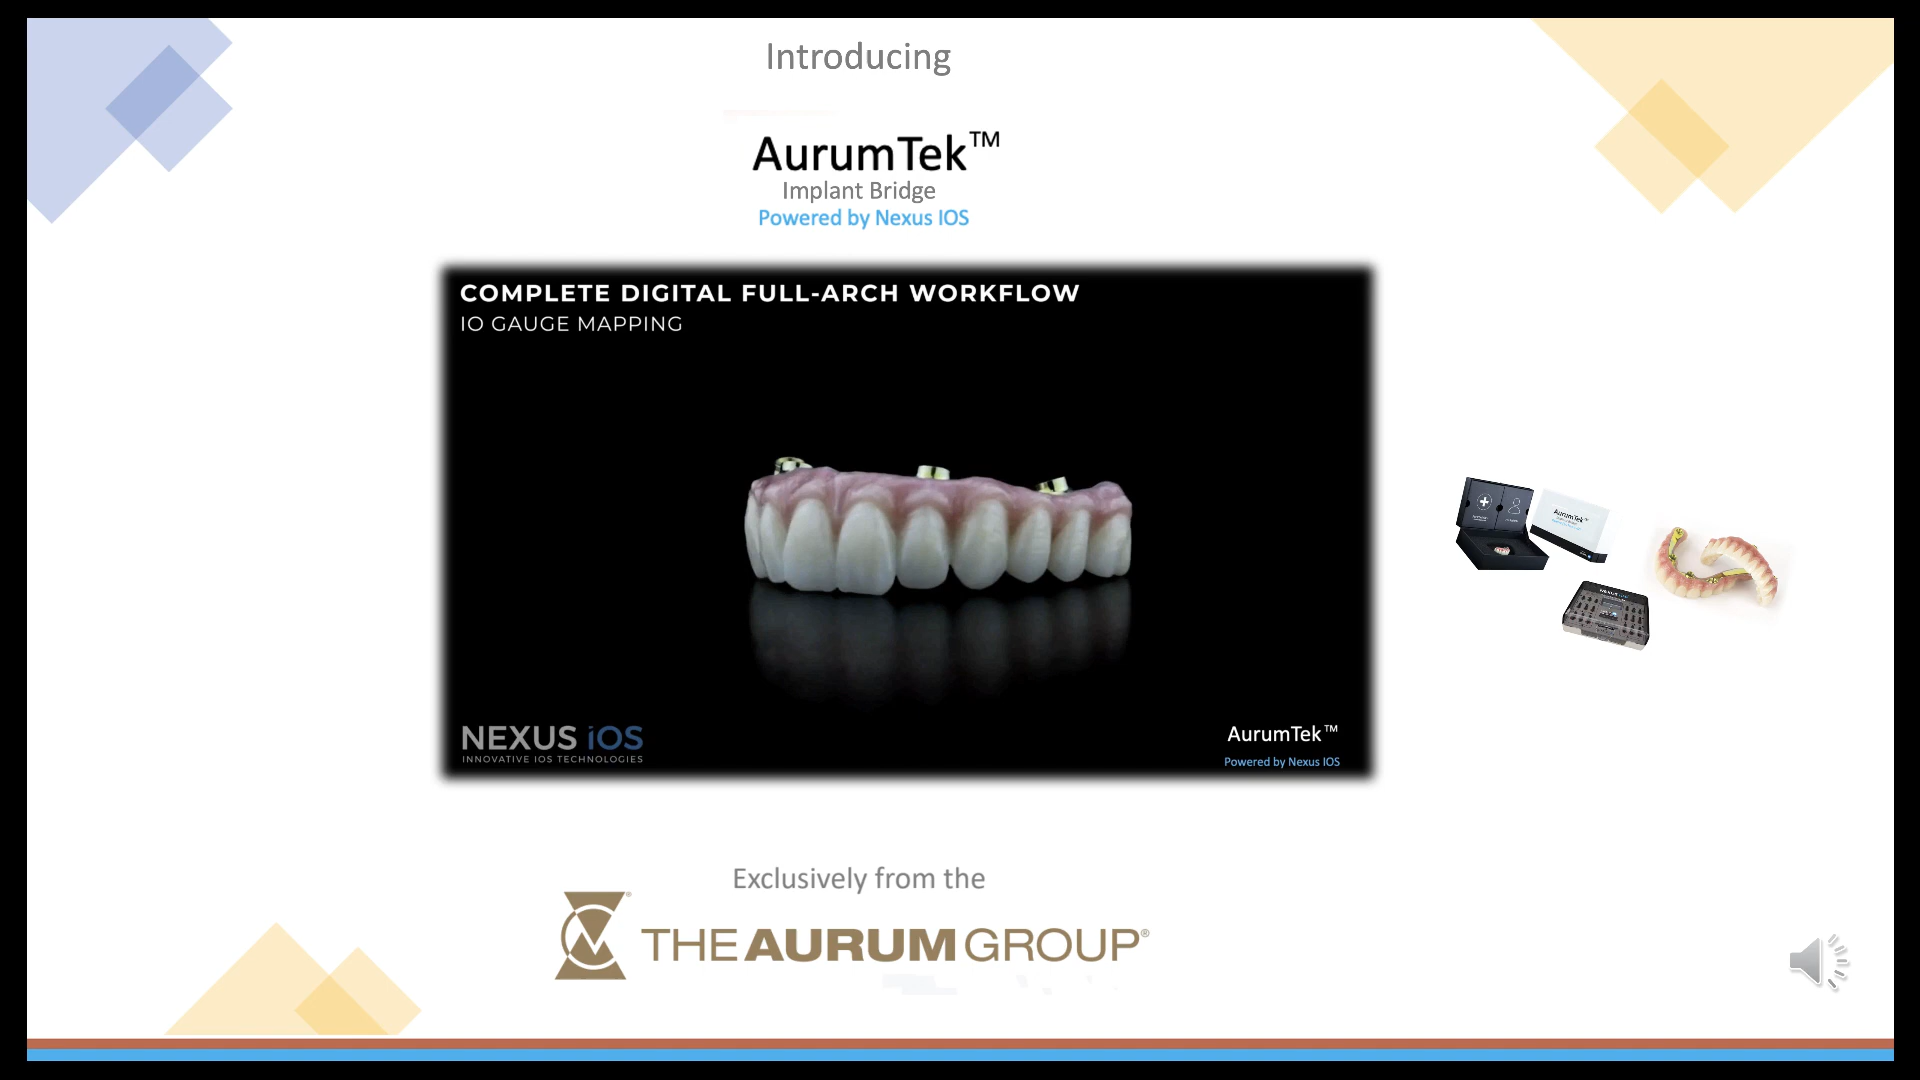 Introducing
AurumTek™
Implant Bridge
Powered by Nexus IOS
COMPLETE DIGITAL FULL-ARCH WORKFLOW
IO GAUGE MAPPING
NEXUS iOS
INNOVATIVE IOS TECHNOLOGIES
AurumTek™
Powered by Nexus IOS
AurumTek™
Exclusively from the
THE AURUM GROUP®